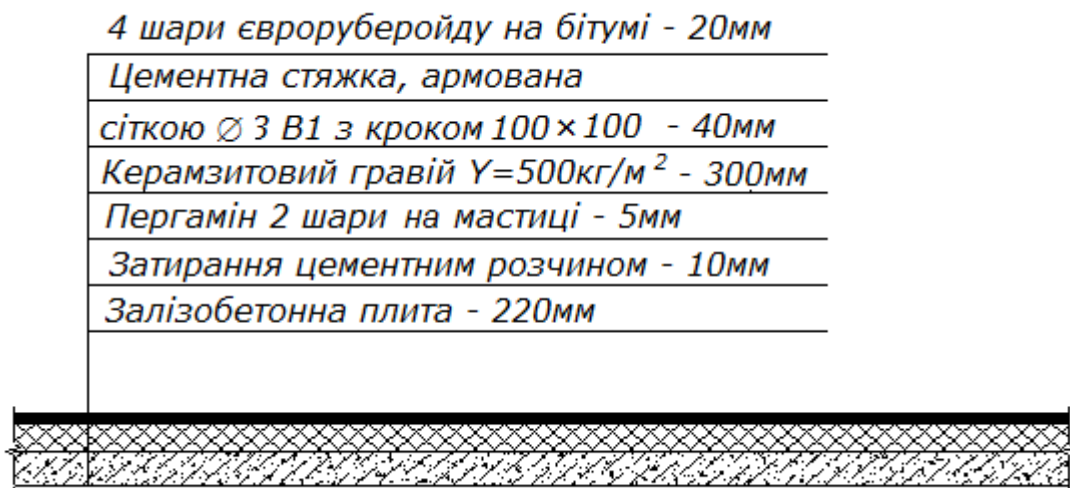 4 шари євроруберойду на бітумі - 20мм
Цементна стяжка, армована
сіткою ∅ 3 В1 з кроком 100×100 - 40мм
Керамзитовий гравій Y=500кг/м² - 300мм
Пергамін 2 шари на мастиці - 5мм
Затирання цементним розчином - 10мм
Залізобетонна плита - 220мм